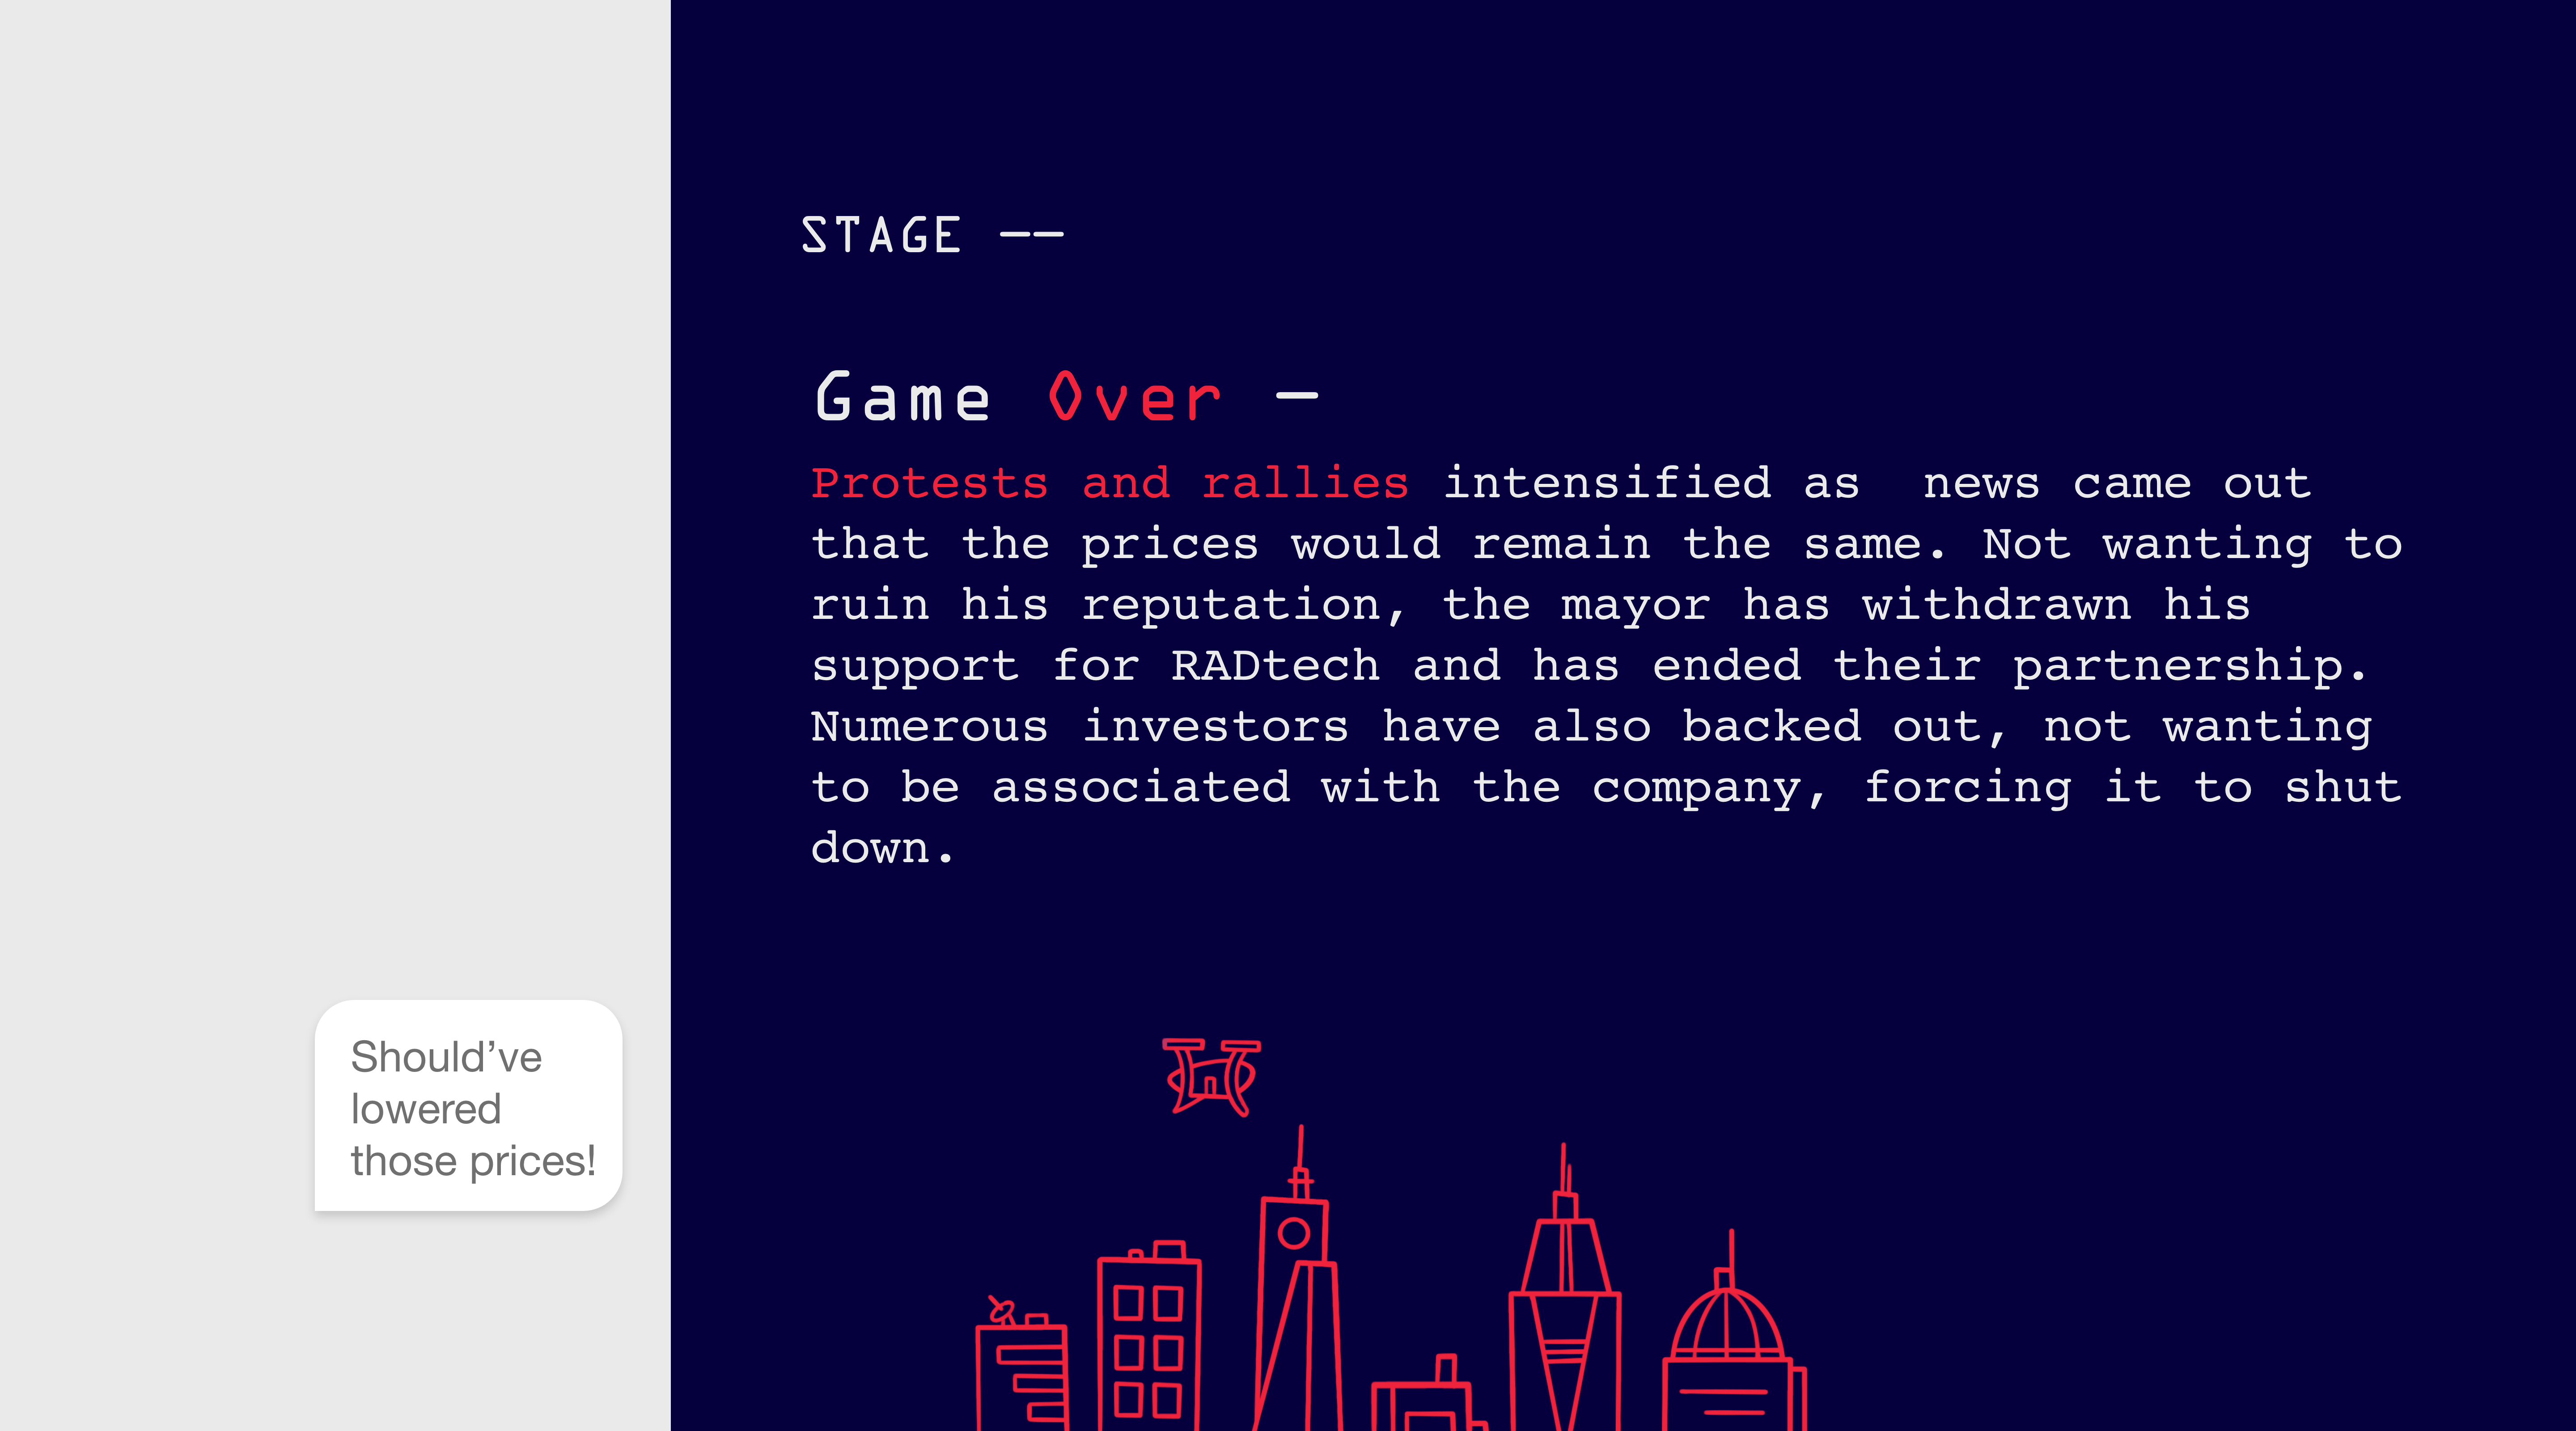 STAGE ——
Game Over —
Protests and rallies intensified as  news came out
that the prices would remain the same. Not wanting to
ruin his reputation, the mayor has withdrawn his
support for RADtech and has ended their partnership.
Numerous investors have also backed out, not wanting
to be associated with the company, forcing it to shut
down.
Should’ve
lowered
those prices!